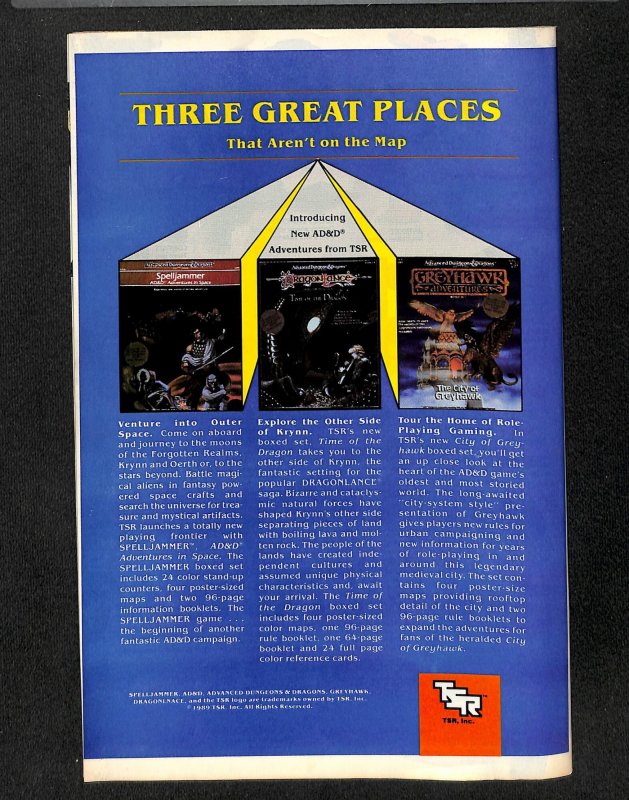 THREE GREAT PLACES
That Aren't on the Map
Introducing
New AD&D®
Adventures from TSR
Advanced Dungeons & Dragons
Spelljammer
AD&D® Adventures in Space
Advanced Dungeons & Dragons
DRAGONLANCE
Time of the Dragon
Advanced Dungeons & Dragons
GREYHAWK
ADVENTURES
The City of
Greyhawk
Venture into Outer
Space. Come on aboard
and journey to the moons
of the Forgotten Realms,
Krynn and Oerth or, to the
stars beyond. Battle magi-
cal aliens in fantasy pow-
ered space crafts and
search the universe for trea-
sure and mystical artifacts.
TSR launches a totally new
playing frontier with
SPELLJAMMER™, AD&D®
Adventures in Space. The
SPELLJAMMER boxed set
includes 24 color stand-up
counters, four poster-sized
maps and two 96-page
information booklets. The
SPELLJAMMER game . . .
the beginning of another
fantastic AD&D campaign.
Explore the Other Side
of Krynn. TSR's new
boxed set, Time of the
Dragon takes you to the
other side of Krynn, the
fantastic setting for the
popular DRAGONLANCE®
saga. Bizarre and cataclys-
mic natural forces have
shaped Krynn's other side
separating pieces of land
with boiling lava and mol-
ten rock. The people of the
lands have created inde-
pendent cultures and
assumed unique physical
characteristics and, await
your arrival. The Time of
the Dragon boxed set
includes four poster-sized
color maps, one 96-page
rule booklet, one 64-page
booklet and 24 full page
color reference cards.
Tour the Home of Role-
Playing Gaming. In
TSR's new City of Grey-
hawk boxed set, you'll get
an up close look at the
heart of the AD&D game's
oldest and most storied
world. The long-awaited
"city-system style" pre-
sentation of Greyhawk
gives players new rules for
urban campaigning and
new information for years
of role-playing in and
around this legendary
medieval city. The set con-
tains four poster-size
maps providing rooftop
detail of the city and two
96-page rule booklets to
expand the adventures for
fans of the heralded City
of Greyhawk.
SPELLJAMMER, AD&D, ADVANCED DUNGEONS & DRAGONS, GREYHAWK,
DRAGONLNACE, and the TSR logo are trademarks owned by TSR, Inc.
©1989 TSR, Inc. All Rights Reserved.
TSR™
TSR, Inc.